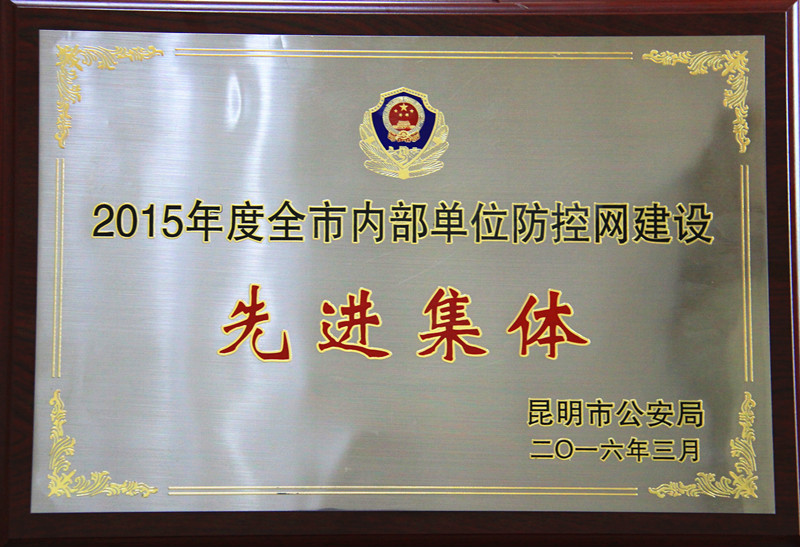 2015年度全市内部单位防控网建设
先进集体
昆明市公安局
二〇一六年三月